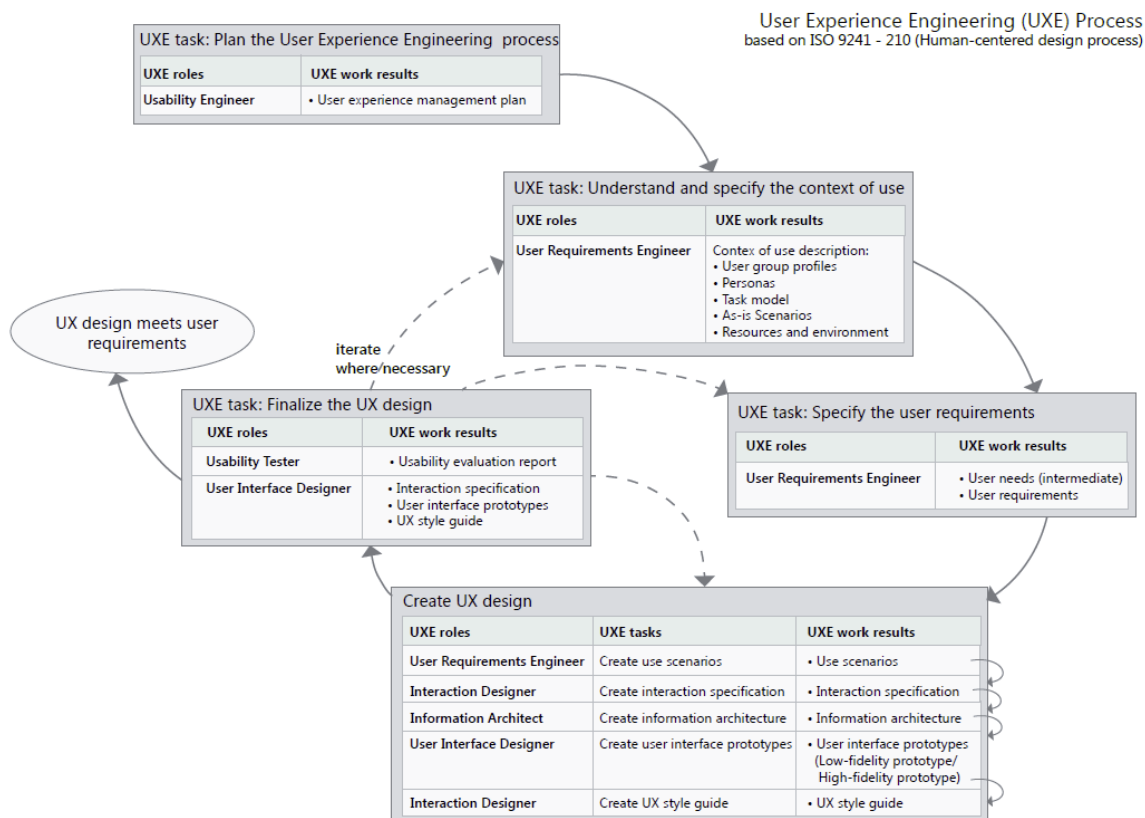 User Experience Engineering (UXE) Process
based on ISO 9241 - 210 (Human-centered design process)
UXE task: Plan the User Experience Engineering process
UXE roles
UXE work results
Usability Engineer
• User experience management plan
UXE task: Understand and specify the context of use
UXE roles
UXE work results
User Requirements Engineer
Contex of use description:
• User group profiles
• Personas
• Task model
• As-is Scenarios
• Resources and environment
UX design meets user
requirements
iterate
where necessary
UXE task: Finalize the UX design
UXE roles
UXE work results
Usability Tester
• Usability evaluation report
User Interface Designer
• Interaction specification
• User interface prototypes
• UX style guide
UXE task: Specify the user requirements
UXE roles
UXE work results
User Requirements Engineer
• User needs (intermediate)
• User requirements
Create UX design
UXE roles
UXE tasks
UXE work results
User Requirements Engineer
Create use scenarios
• Use scenarios
Interaction Designer
Create interaction specification
• Interaction specification
Information Architect
Create information architecture
• Information architecture
User Interface Designer
Create user interface prototypes
• User interface prototypes
(Low-fidelity prototype/
High-fidelity prototype)
Interaction Designer
Create UX style guide
• UX style guide